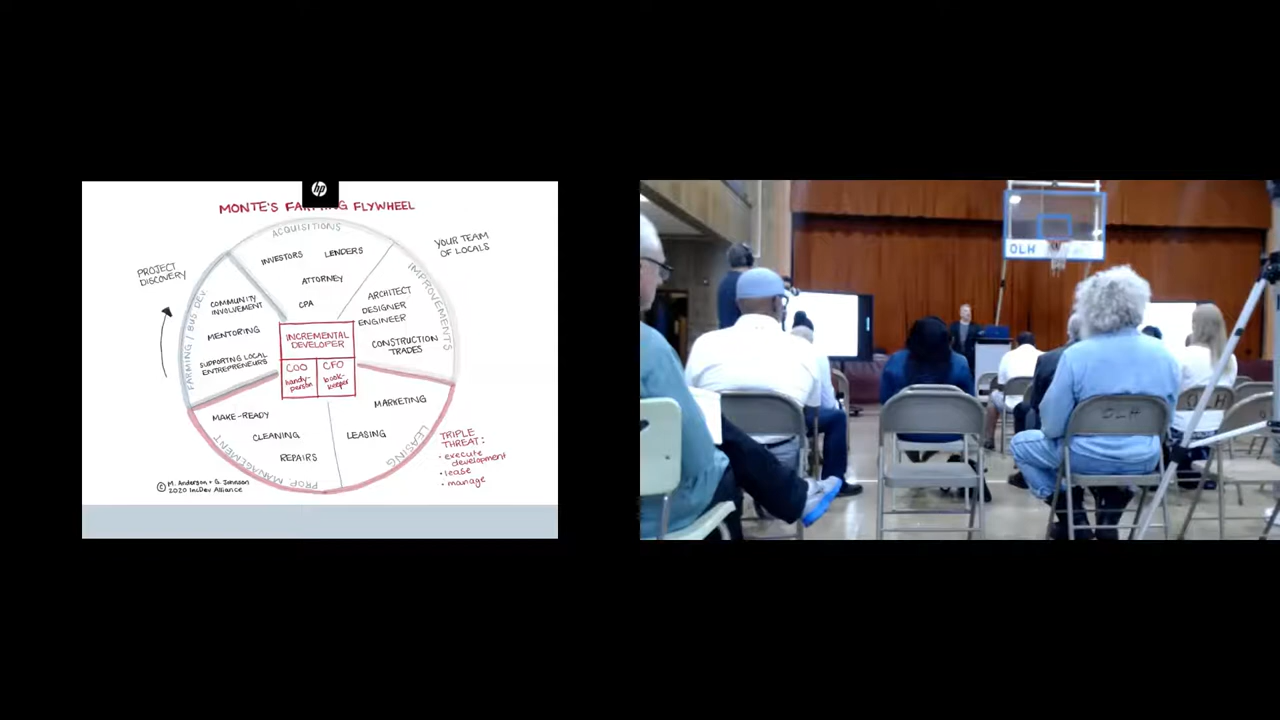 hp
MONTE'S FARMING FLYWHEEL
ACQUISITIONS
INVESTORS
LENDERS
ATTORNEY
CPA
YOUR TEAM
OF LOCALS
IMPROVEMENTS
ARCHITECT
DESIGNER
ENGINEER
CONSTRUCTION
TRADES
PROJECT
DISCOVERY
FARMING / BUS DEV.
COMMUNITY
INVOLVEMENT
MENTORING
SUPPORTING LOCAL
ENTREPRENEURS
INCREMENTAL
DEVELOPER
COO
handy-
person
CFO
book-
keeper
MARKETING
LEASING
LEASING
MAKE-READY
CLEANING
REPAIRS
PROP. MANAGEMENT
TRIPLE
THREAT:
• execute
development
• lease
• manage
© M. Anderson + G. Johnson
2020 IncDev Alliance
OLH
OLH
OLH